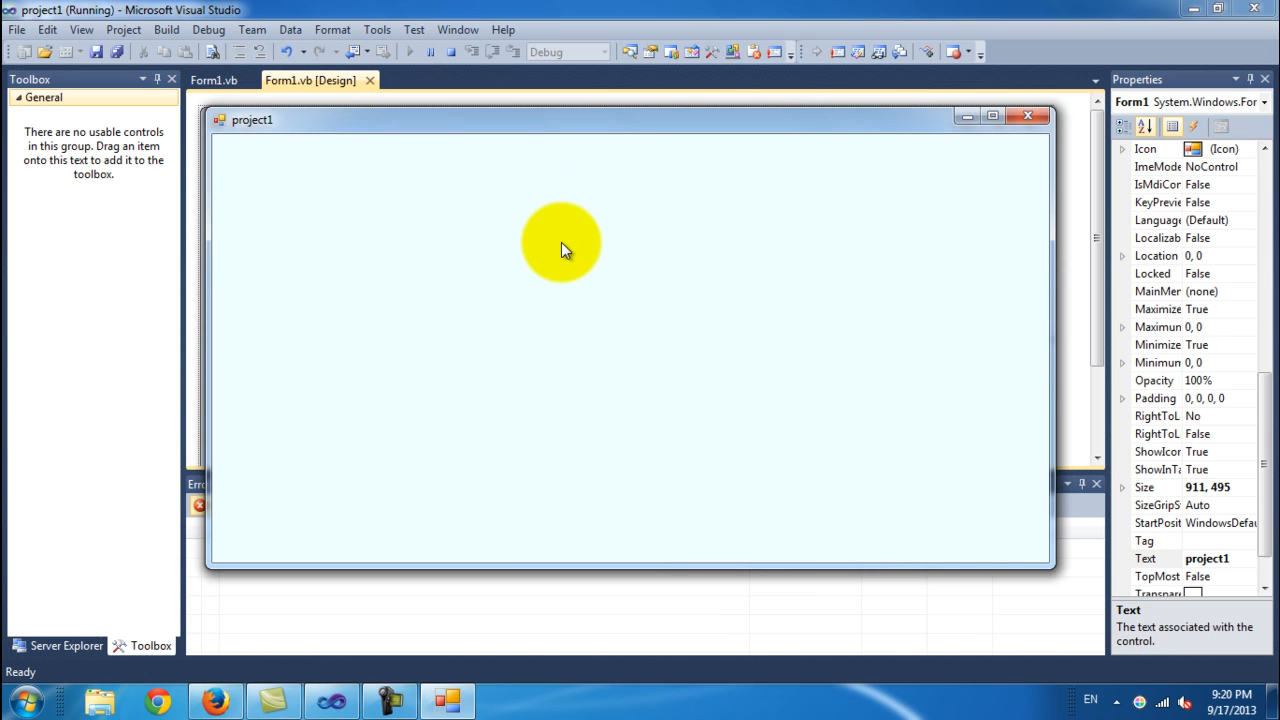 project1 (Running) - Microsoft Visual Studio
File Edit View Project Build Debug Team Data Format Tools Test Window Help
Debug
Toolbox
General
There are no usable controls
in this group. Drag an item
onto this text to add it to the
toolbox.
Server Explorer Toolbox
Form1.vb Form1.vb [Design]
project1
Properties
Form1 System.Windows.For
Icon (Icon)
ImeMode NoControl
IsMdiCor False
KeyPrevie False
Language (Default)
Localizab False
Location 0, 0
Locked False
MainMer (none)
Maximize True
Maximun 0, 0
Minimize True
Minimum 0, 0
Opacity 100%
Padding 0, 0, 0, 0
RightToL No
RightToL False
ShowIcor True
ShowInTa True
Size 911, 495
SizeGripS Auto
StartPosit WindowsDefau
Tag
Text project1
TopMost False
Text
The text associated with the
control.
Ready
EN
9:20 PM
9/17/2013